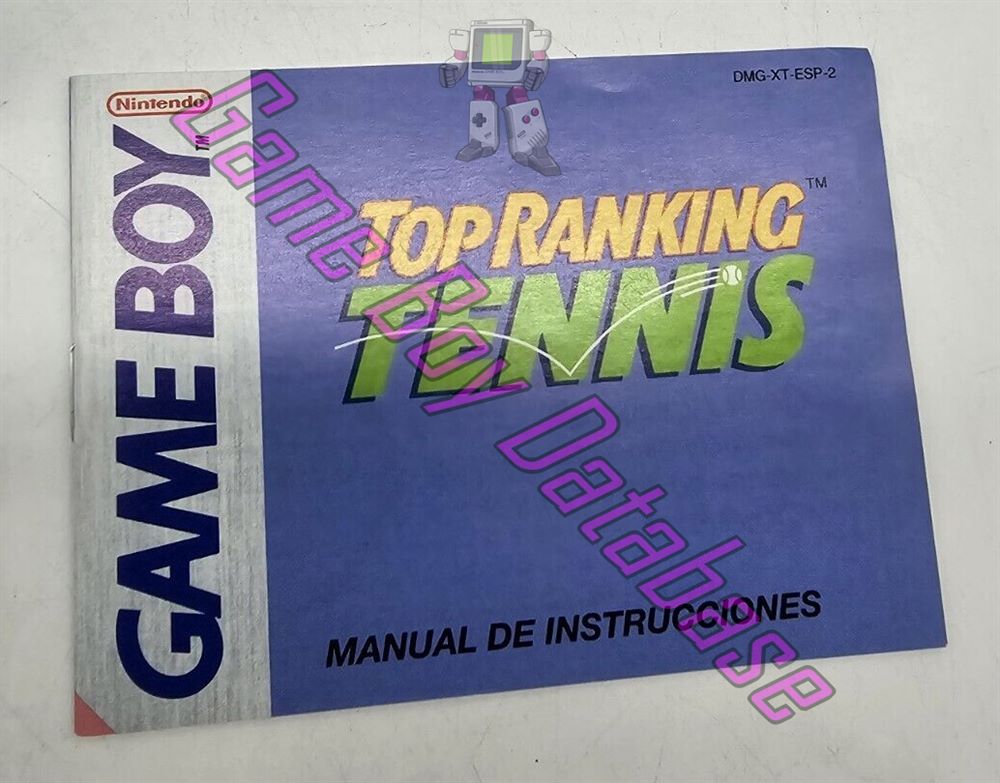 DMG-XT-ESP-2
Nintendo
GAME BOY™
TOP RANKING™
TENNIS
MANUAL DE INSTRUCCIONES
Game Boy Database